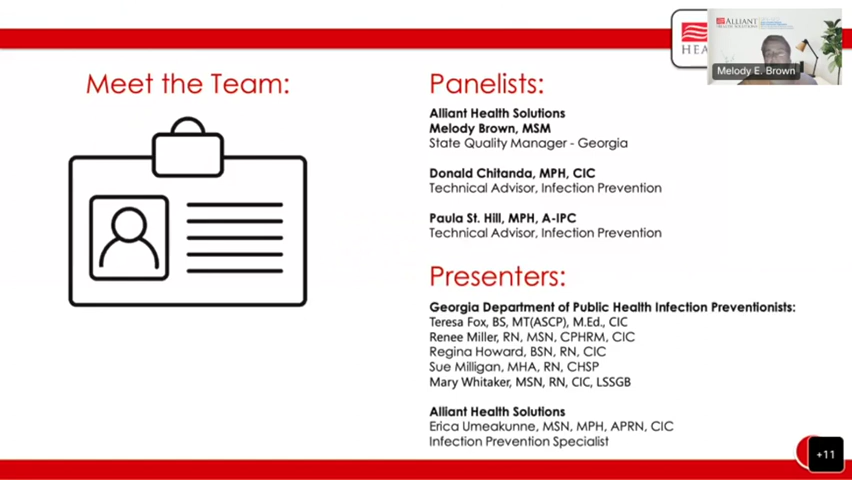 Meet the Team:
Panelists:
Alliant Health Solutions
Melody Brown, MSM
State Quality Manager - Georgia
Donald Chitanda, MPH, CIC
Technical Advisor, Infection Prevention
Paula St. Hill, MPH, A-IPC
Technical Advisor, Infection Prevention
Presenters:
Georgia Department of Public Health Infection Preventionists:
Teresa Fox, BS, MT(ASCP), M.Ed., CIC
Renee Miller, RN, MSN, CPHRM, CIC
Regina Howard, BSN, RN, CIC
Sue Milligan, MHA, RN, CHSP
Mary Whitaker, MSN, RN, CIC, LSSGB
Alliant Health Solutions
Erica Umeakunne, MSN, MPH, APRN, CIC
Infection Prevention Specialist
HEA
ALLIANT
HEALTH SOLUTIONS
Melody E. Brown
+11